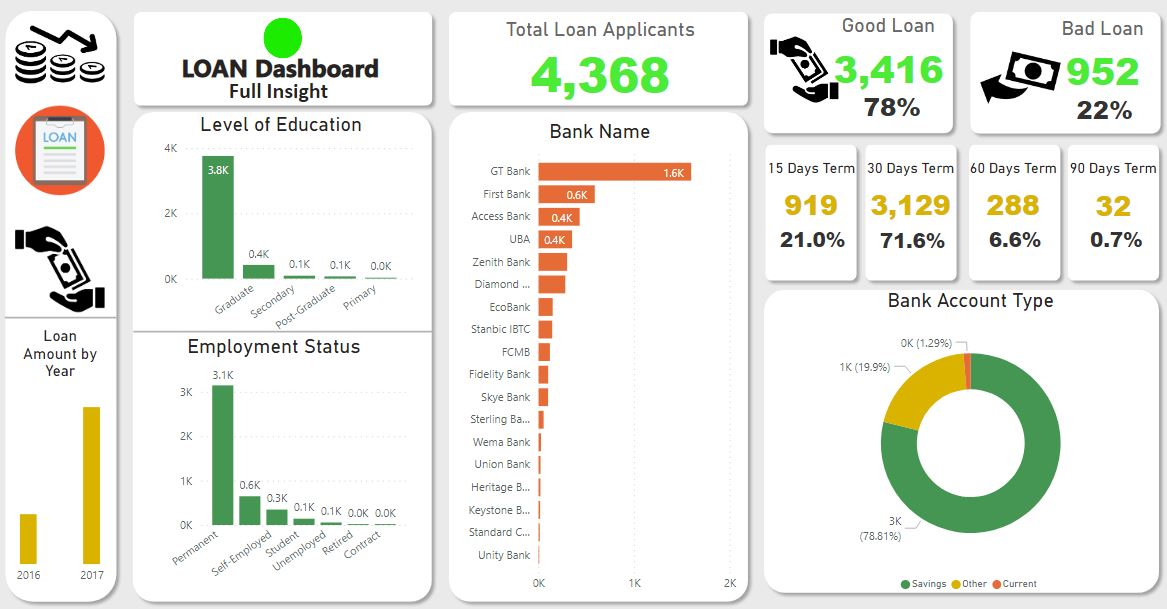 LOAN
Loan
Amount by
Year
2016
2017
LOAN Dashboard
Full Insight
Level of Education
4K
2K
0K
3.8K
0.4K
0.1K
0.1K
0.0K
Graduate
Secondary
Post-Graduate
Primary
Employment Status
3K
2K
1K
0K
3.1K
0.6K
0.3K
0.1K
0.1K
0.0K
0.0K
Permanent
Self-Employed
Student
Unemployed
Retired
Contract
Total Loan Applicants
4,368
Bank Name
GT Bank
1.6K
First Bank
0.6K
Access Bank
0.4K
UBA
0.4K
Zenith Bank
Diamond ...
EcoBank
Stanbic IBTC
FCMB
Fidelity Bank
Skye Bank
Sterling Ba...
Wema Bank
Union Bank
Heritage B...
Keystone B...
Standard C...
Unity Bank
0K
1K
2K
Good Loan
3,416
78%
Bad Loan
952
22%
15 Days Term
919
21.0%
30 Days Term
3,129
71.6%
60 Days Term
288
6.6%
90 Days Term
32
0.7%
Bank Account Type
0K (1.29%)
1K (19.9%)
3K
(78.81%)
Savings
Other
Current